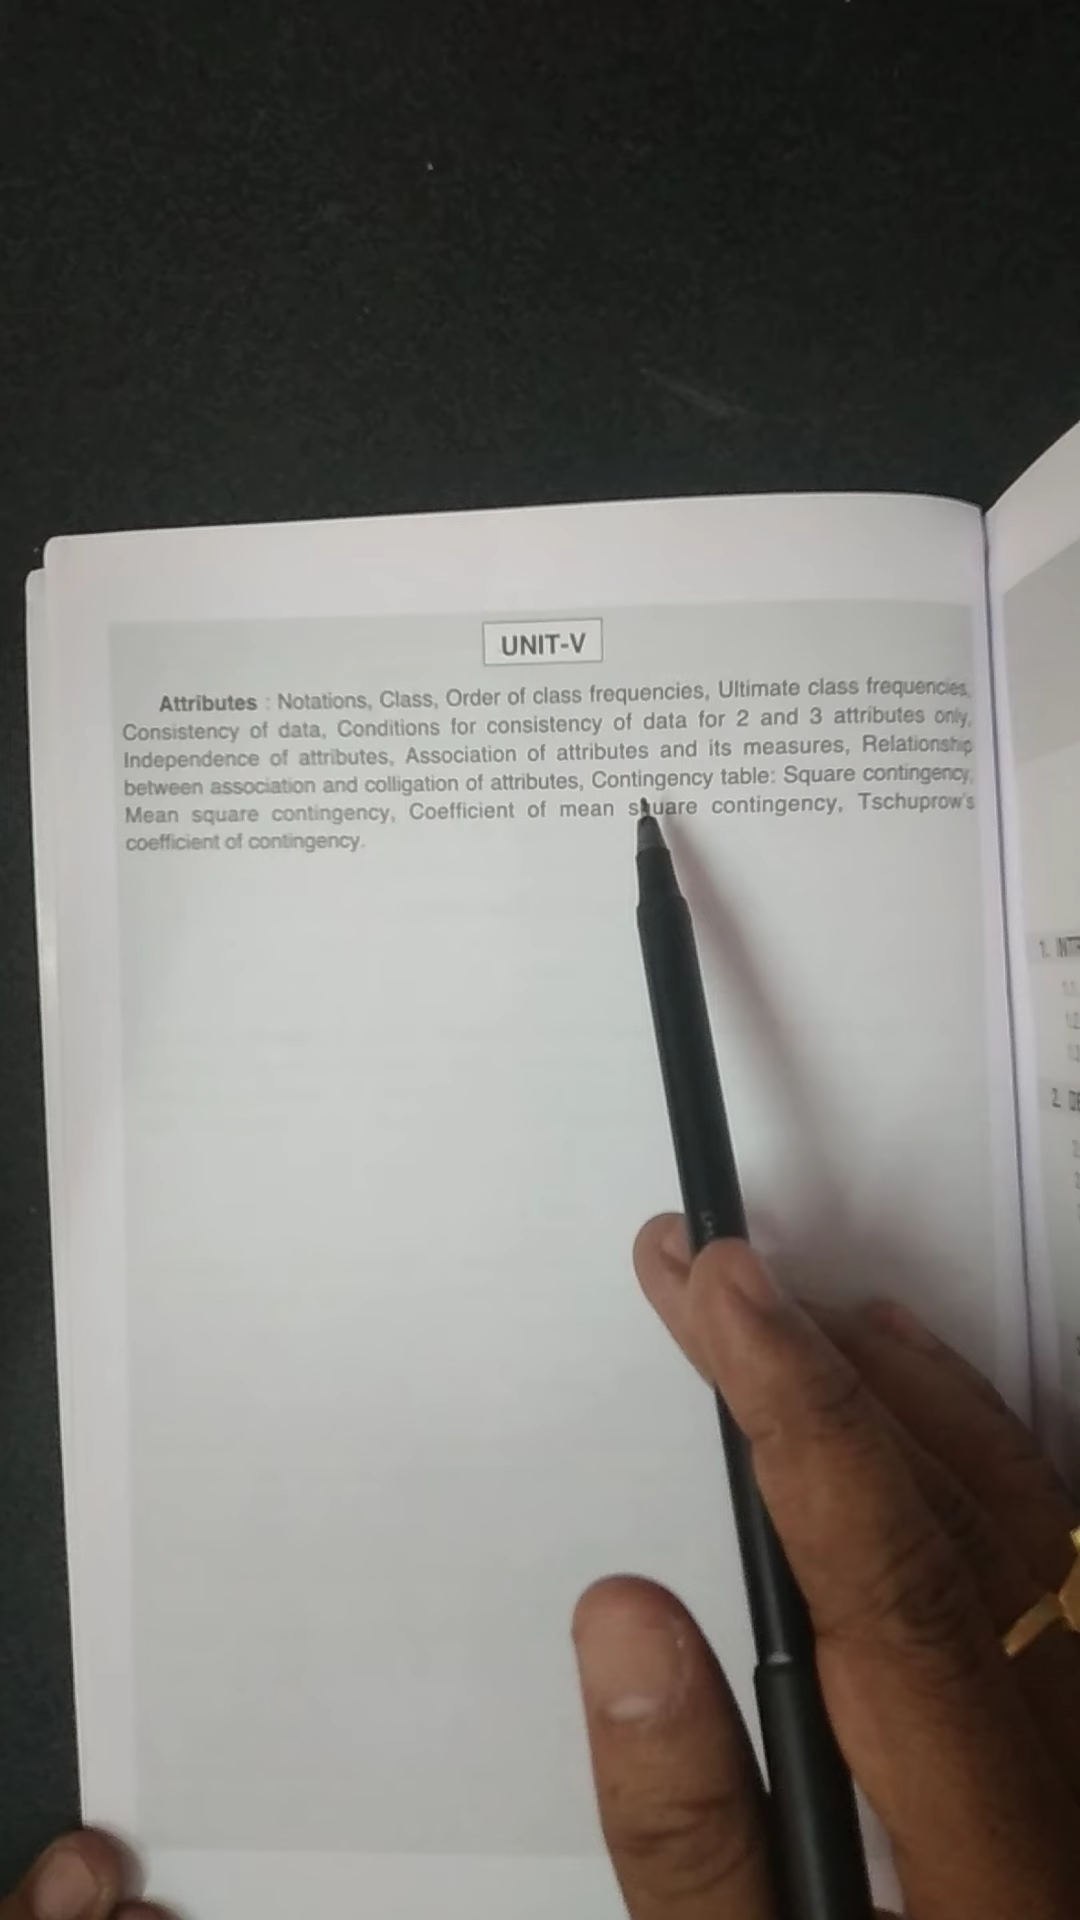 UNIT-V
Attributes : Notations, Class, Order of class frequencies, Ultimate class frequencies,
Consistency of data, Conditions for consistency of data for 2 and 3 attributes only,
Independence of attributes, Association of attributes and its measures, Relationship
between association and colligation of attributes, Contingency table: Square contingency,
Mean square contingency, Coefficient of mean square contingency, Tschuprow's
coefficient of contingency.
1.
2.